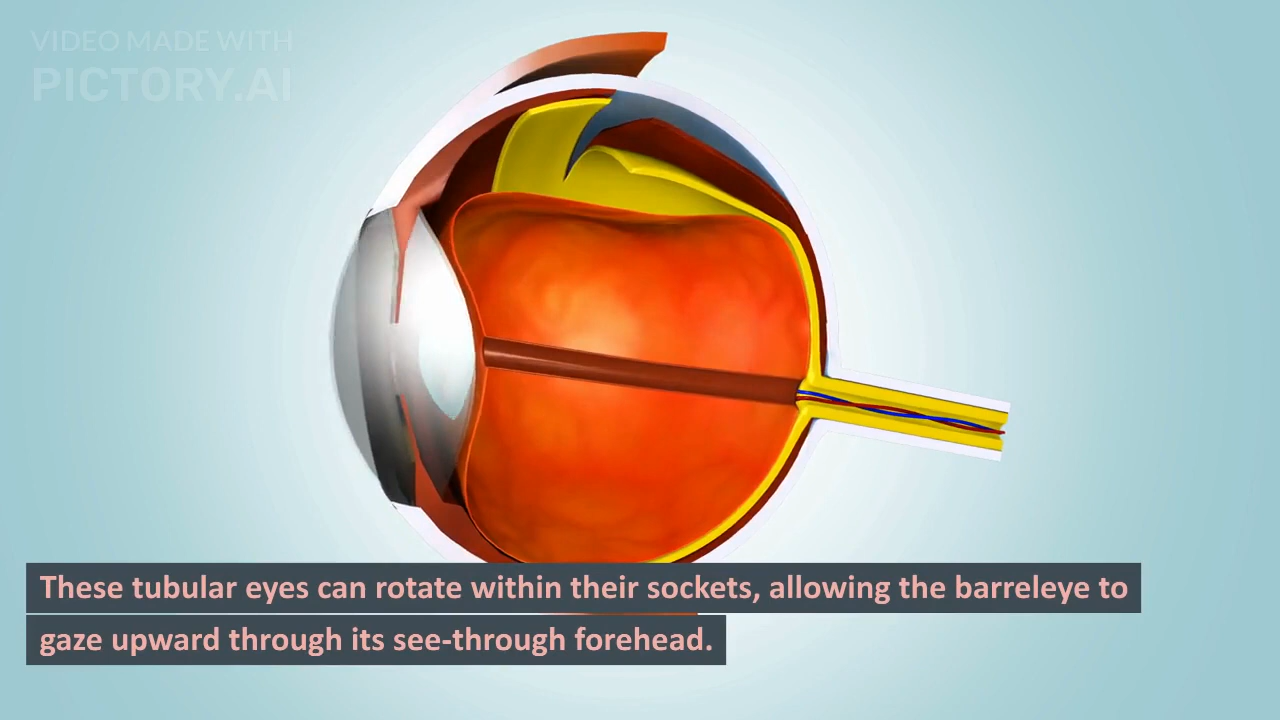 VIDEO MADE WITH
PICTORY.AI
These tubular eyes can rotate within their sockets, allowing the barreleye to
gaze upward through its see-through forehead.